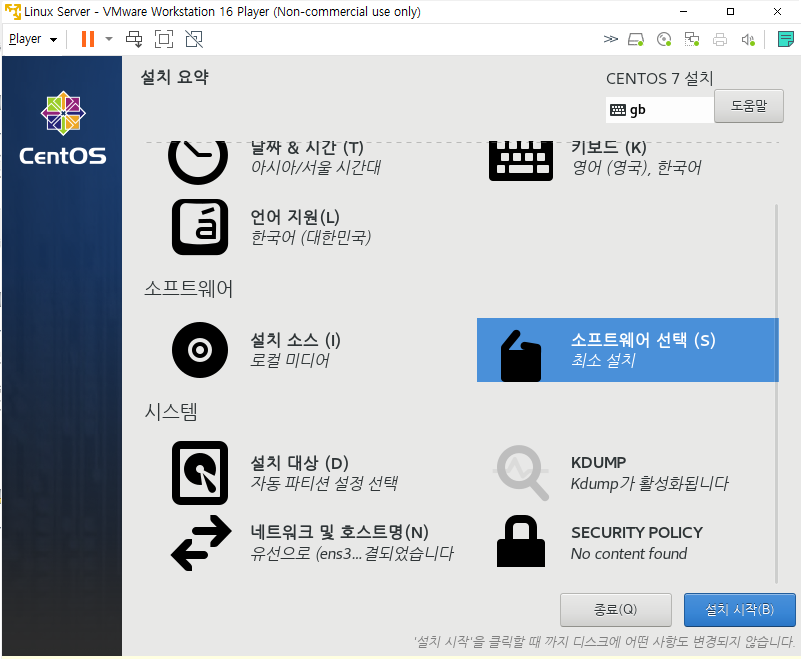 Linux Server - VMware Workstation 16 Player (Non-commercial use only)
Player
CentOS
설치 요약
CENTOS 7 설치
gb
도움말
날짜 & 시간 (T)
아시아/서울 시간대
키보드 (K)
영어 (영국), 한국어
á
언어 지원(L)
한국어 (대한민국)
소프트웨어
설치 소스 (I)
로컬 미디어
소프트웨어 선택 (S)
최소 설치
시스템
설치 대상 (D)
자동 파티션 설정 선택
KDUMP
Kdump가 활성화됩니다
네트워크 및 호스트명(N)
유선으로 (ens3...결되었습니다
SECURITY POLICY
No content found
종료(Q)
설치 시작(B)
'설치 시작'을 클릭할 때 까지 디스크에 어떤 사항도 변경되지 않습니다.